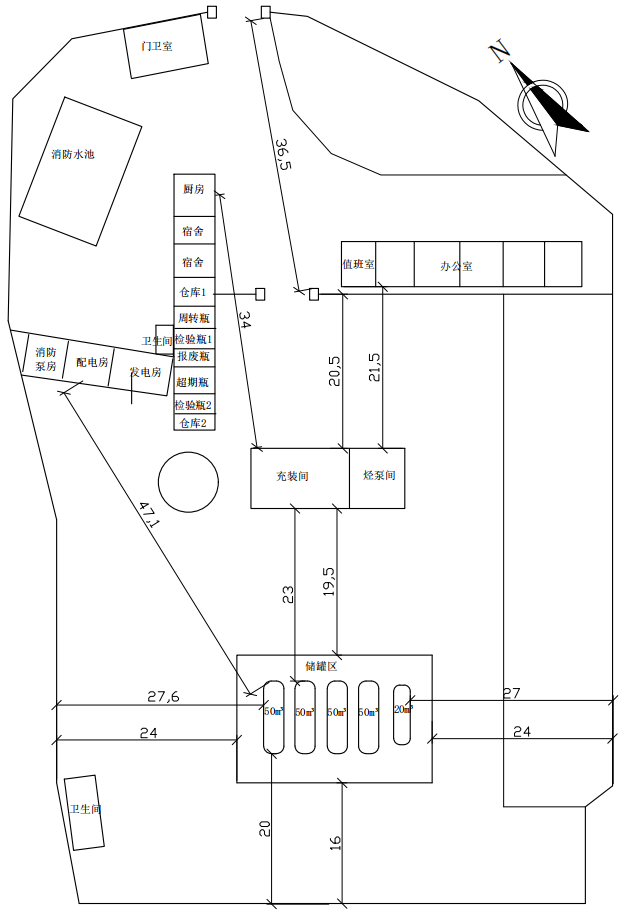 N
门卫室
36,5
消防水池
厨房
宿舍
宿舍
值班室
办公室
仓库1
周转瓶
34
卫生间
检验瓶1
报废瓶
消防
泵房
配电房
发电房
超期瓶
20,5
21,5
检验瓶2
仓库2
充装间
烃泵间
47,1
23
19,5
储罐区
27,6
27
50m³
50m³
50m³
50m³
20m³
24
24
卫生间
20
16